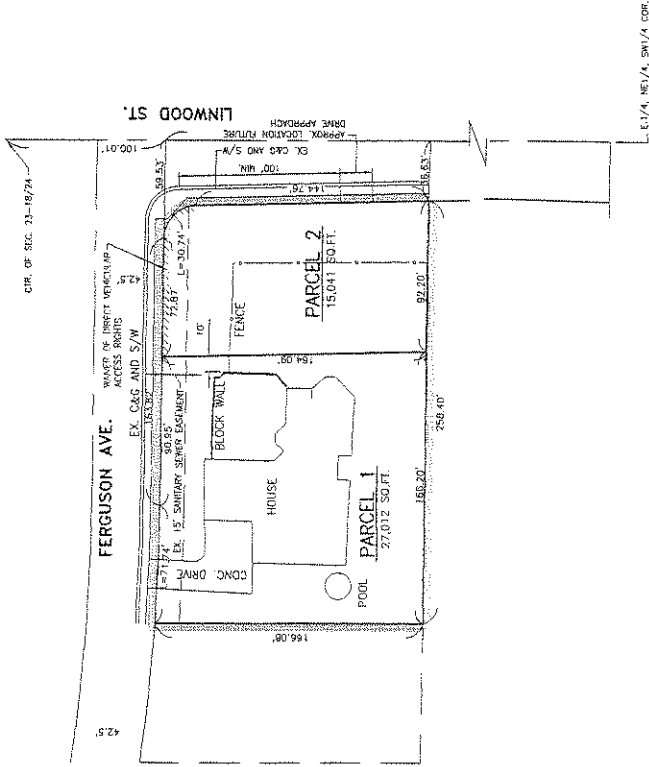 CTR. OF SEC. 23-18/24
E.1/4, NE1/4, SW1/4 COR.
LINWOOD ST.
100.01'
APPROX. LOCATION FUTURE
DRIVE APPROACH
EX. C&G AND S/W
100' MIN.
59.53'
144.76'
36.63'
FERGUSON AVE.
WAIVER OF DIRECT VEHICULAR
ACCESS RIGHTS
42.5'
EX. C&G AND S/W
163.82'
72.87'
L=30.74'
FENCE
PARCEL 2
15,041 SQ.FT.
10'
92.20'
164.09'
90.95'
EX. 15' SANITARY SEWER EASEMENT
BLOCK WALL
HOUSE
258.40'
L=71.74'
CONC. DRIVE
PARCEL 1
27,012 SQ.FT.
166.20'
POOL
166.08'
42.5'